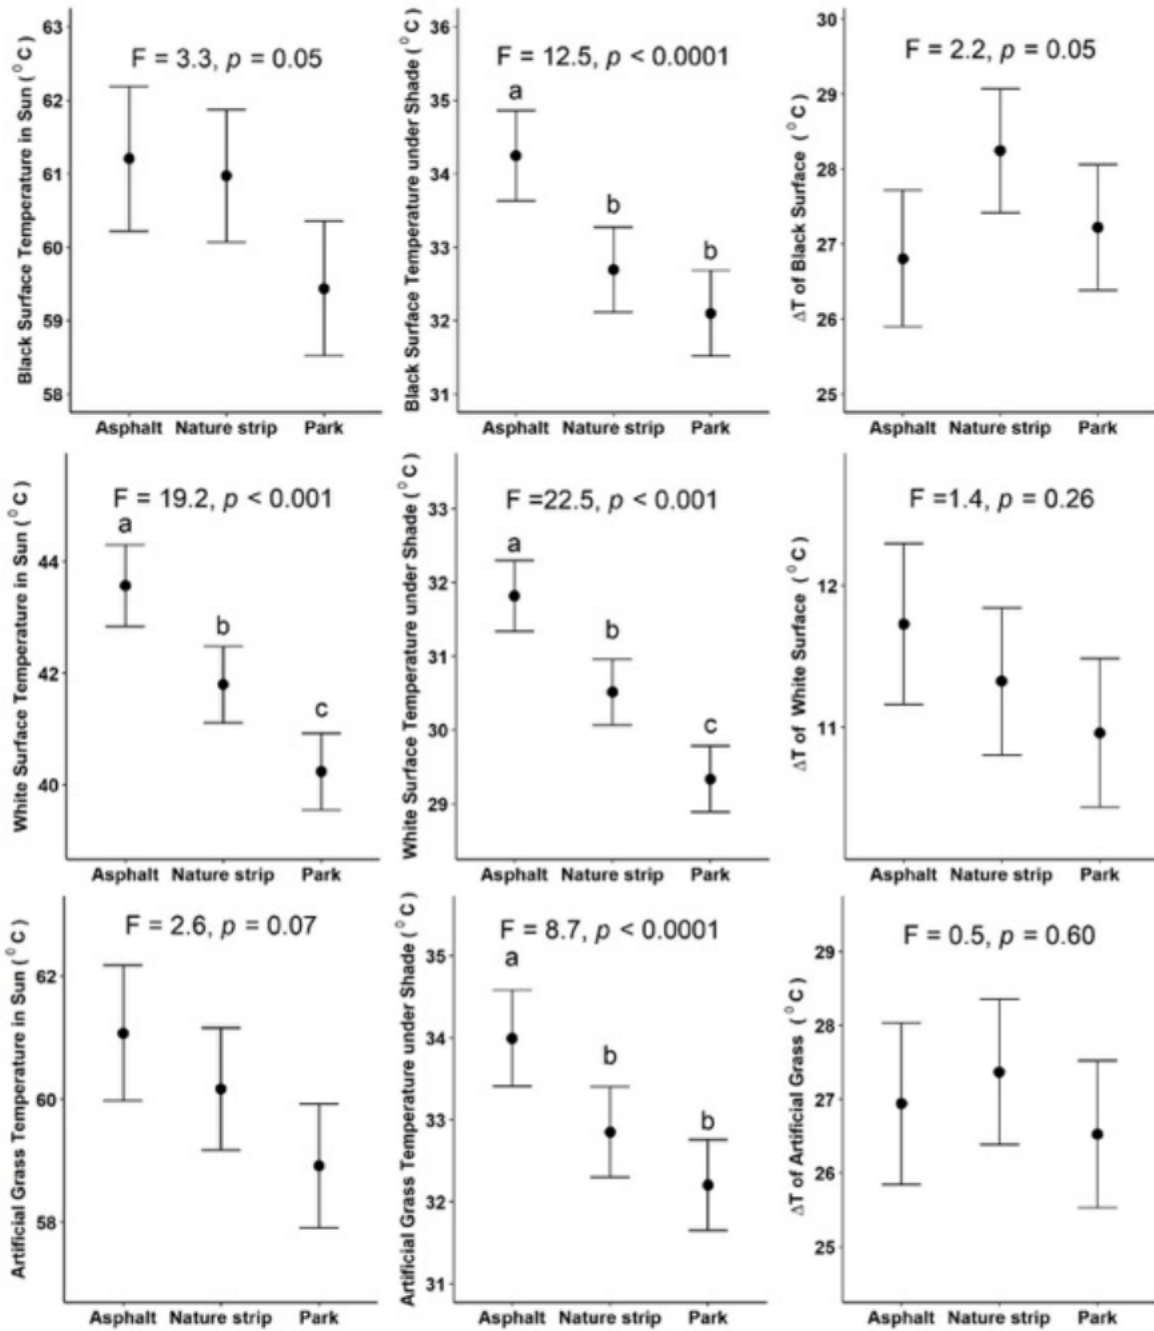 Black Surface Temperature in Sun ( °C )
F = 3.3, p = 0.05
63
62
61
60
59
58
Asphalt Nature strip Park
Black Surface Temperature under Shade ( °C )
F = 12.5, p < 0.0001
36
35
34
33
32
31
a
b
b
Asphalt Nature strip Park
ΔT of Black Surface ( °C )
F = 2.2, p = 0.05
30
29
28
27
26
25
Asphalt Nature strip Park
White Surface Temperature in Sun ( °C )
F = 19.2, p < 0.001
44
42
40
a
b
c
Asphalt Nature strip Park
White Surface Temperature under Shade ( °C )
F =22.5, p < 0.001
33
32
31
30
29
a
b
c
Asphalt Nature strip Park
ΔT of White Surface ( °C )
F =1.4, p = 0.26
12
11
Asphalt Nature strip Park
Artificial Grass Temperature in Sun ( °C )
F = 2.6, p = 0.07
62
60
58
Asphalt Nature strip Park
Artificial Grass Temperature under Shade ( °C )
F = 8.7, p < 0.0001
35
34
33
32
31
a
b
b
Asphalt Nature strip Park
ΔT of Artificial Grass ( °C )
F = 0.5, p = 0.60
29
28
27
26
25
Asphalt Nature strip Park